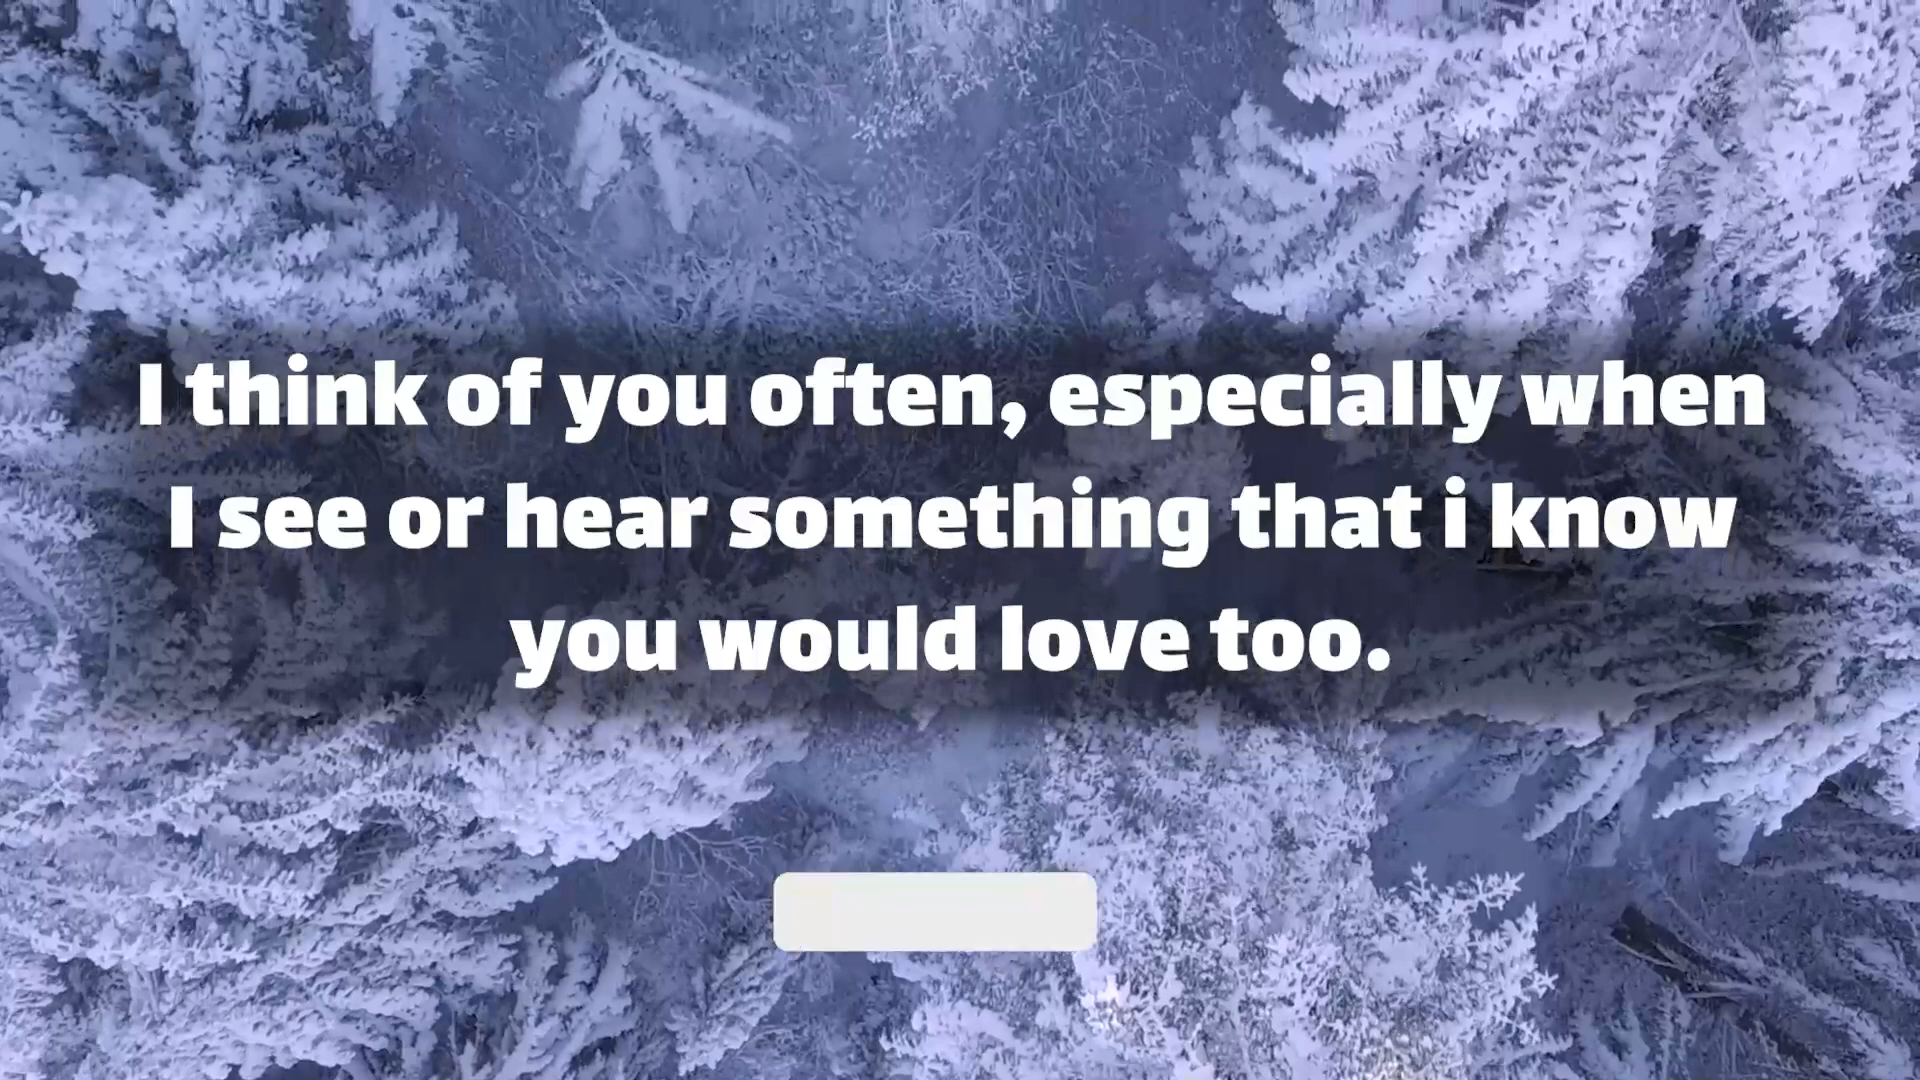 I think of you often, especially when
I see or hear something that i know
you would love too.